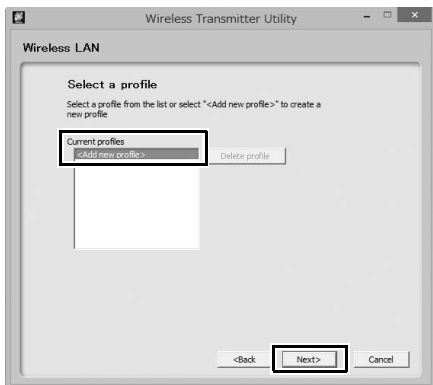 Wireless Transmitter Utility
Wireless LAN
Select a profile
Select a profile from the list or select "<Add new profile>" to create a
new profile
Current profiles
<Add new profile>
Delete profile
<Back
Next>
Cancel